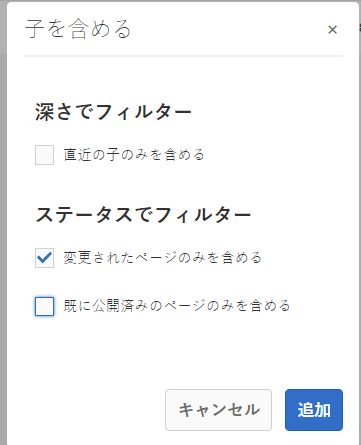 子を含める
×
深さでフィルター
直近の子のみを含める
ステータスでフィルター
変更されたページのみを含める
既に公開済みのページのみを含める
キャンセル 追加